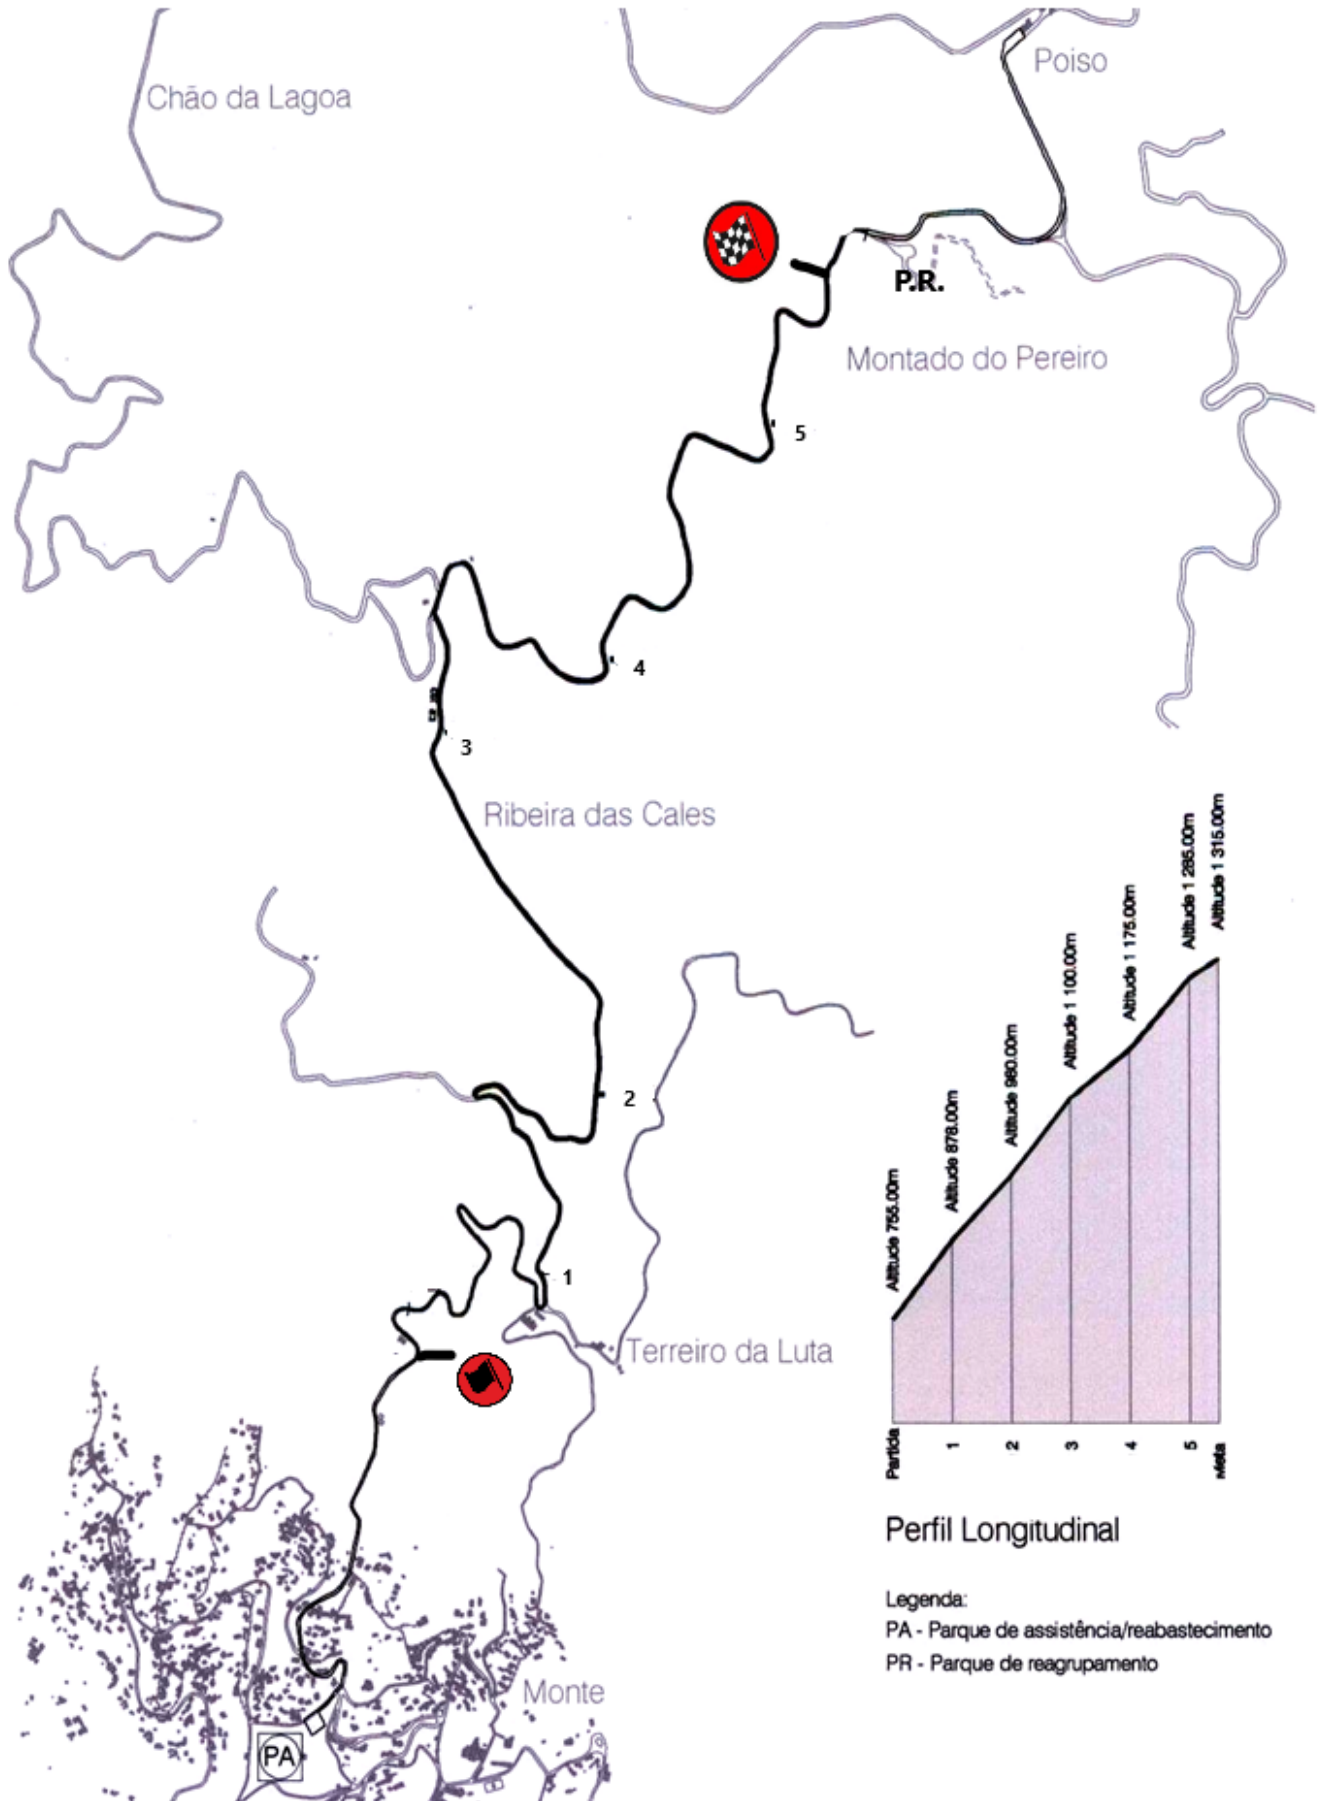 Poiso
Chão da Lagoa
P.R.
Montado do Pereiro
5
4
3
Ribeira das Cales
2
1
Terreiro da Luta
Monte
PA
Altitude 755.00m
Altitude 878.00m
Altitude 980.00m
Altitude 1 100.00m
Altitude 1 175.00m
Altitude 1 285.00m
Altitude 1 315.00m
Partida
1
2
3
4
5
Meta
Perfil Longitudinal
Legenda:
PA - Parque de assistência/reabastecimento
PR - Parque de reagrupamento